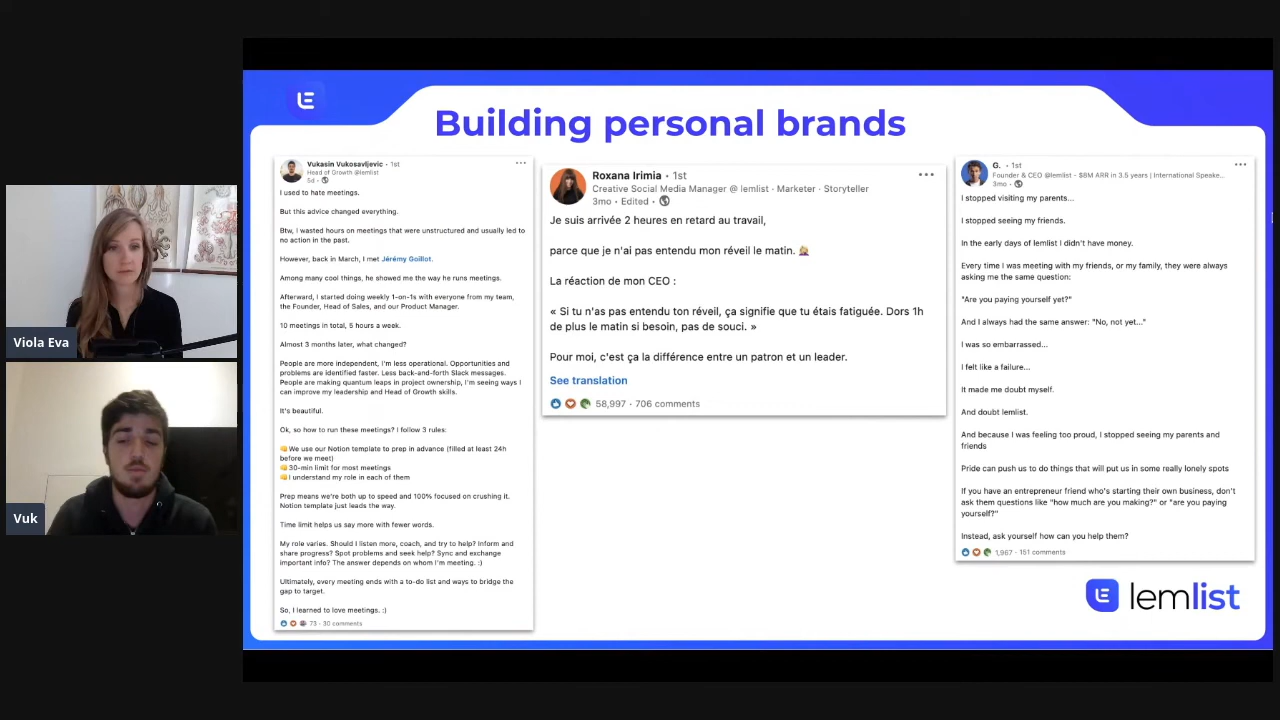 Building personal brands
Vukasin Vukosavljevic • 1st
Head of Growth @lemlist
5d •
I used to hate meetings.
But this advice changed everything.
Btw, I wasted hours on meetings that were unstructured and usually led to
no action in the past.
However, back in March, I met Jérémy Goillot.
Among many cool things, he showed me the way he runs meetings.
Afterward, I started doing weekly 1-on-1s with everyone from my team,
the Founder, Head of Sales, and our Product Manager.
10 meetings in total, 5 hours a week.
Almost 3 months later, what changed?
People are more independent, I'm less operational. Opportunities and
problems are identified faster. Less back-and-forth Slack messages.
People are making quantum leaps in project ownership, I'm seeing ways I
can improve my leadership and Head of Growth skills.
It's beautiful.
Ok, so how to run these meetings? I follow 3 rules:
👊We use our Notion template to prep in advance (filled at least 24h
before we meet)
👊30-min limit for most meetings
👊I understand my role in each of them
Prep means we're both up to speed and 100% focused on crushing it.
Notion template just leads the way.
Time limit helps us say more with fewer words.
My role varies. Should I listen more, coach, and try to help? Inform and
share progress? Spot problems and seek help? Sync and exchange
important info? The answer depends on whom I'm meeting. :)
Ultimately, every meeting ends with a to-do list and ways to bridge the
gap to target.
So, I learned to love meetings. :)
73 · 30 comments
Roxana Irimia • 1st
Creative Social Media Manager @ lemlist · Marketer · Storyteller
3mo • Edited •
Je suis arrivée 2 heures en retard au travail,
parce que je n'ai pas entendu mon réveil le matin. 🤦‍♀️
La réaction de mon CEO :
« Si tu n'as pas entendu ton réveil, ça signifie que tu étais fatiguée. Dors 1h
de plus le matin si besoin, pas de souci. »
Pour moi, c'est ça la différence entre un patron et un leader.
See translation
58,997 · 706 comments
G. • 1st
Founder & CEO @lemlist - $8M ARR in 3.5 years | International Speake...
3mo •
I stopped visiting my parents...
I stopped seeing my friends.
In the early days of lemlist I didn't have money.
Every time I was meeting with my friends, or my family, they were always
asking me the same question:
"Are you paying yourself yet?"
And I always had the same answer: "No, not yet..."
I was so embarrassed...
I felt like a failure...
It made me doubt myself.
And doubt lemlist.
And because I was feeling too proud, I stopped seeing my parents and
friends
Pride can push us to do things that will put us in some really lonely spots
If you have an entrepreneur friend who's starting their own business, don't
ask them questions like "how much are you making?" or "are you paying
yourself?"
Instead, ask yourself how can you help them?
1,967 · 151 comments
lemlist
Viola Eva
Vuk